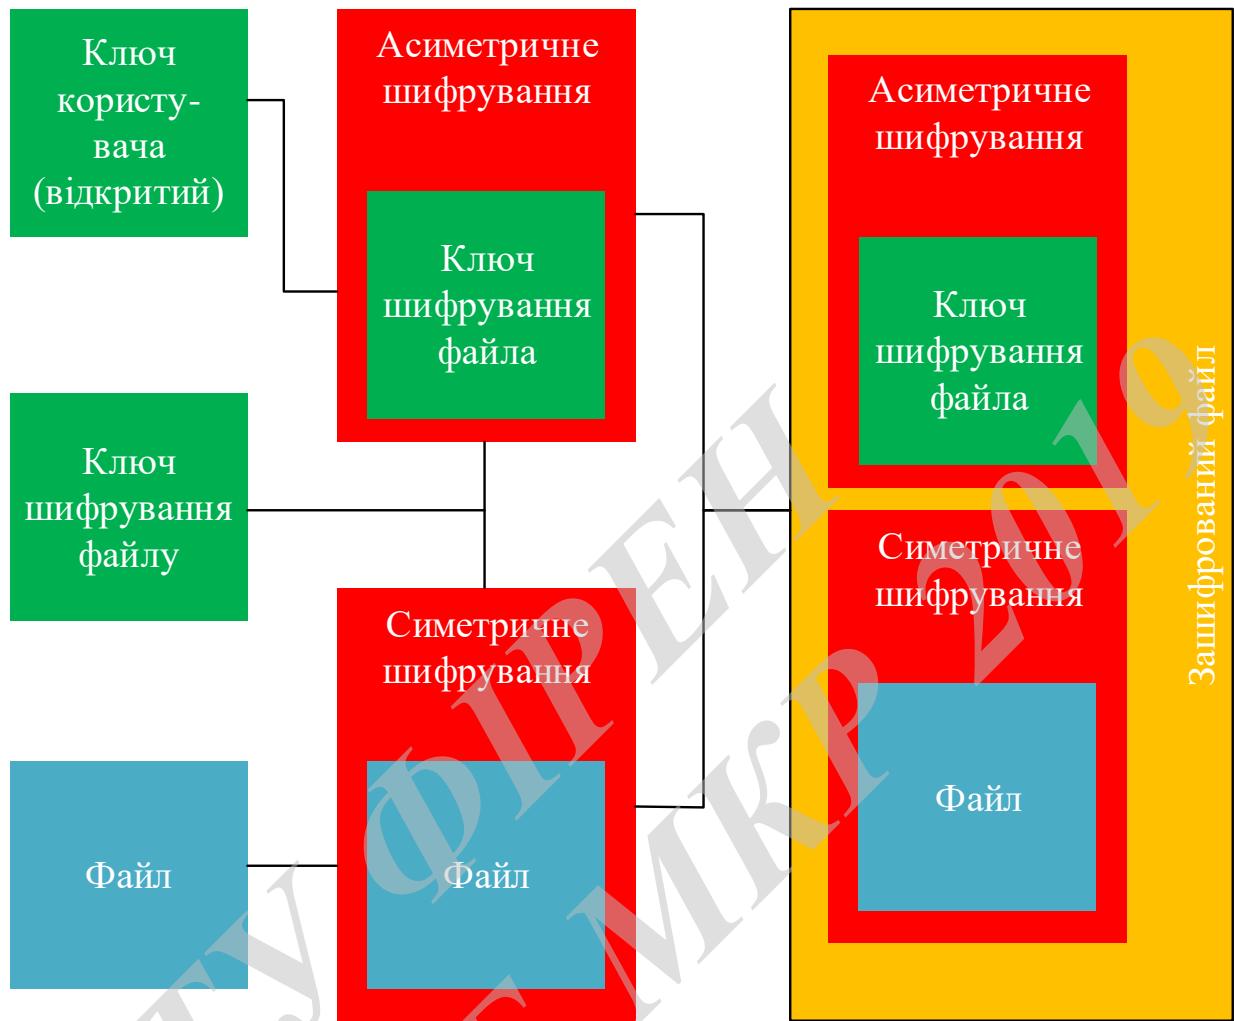 Ключ
користу-
вача
(відкритий)
Асиметричне
шифрування
Ключ
шифрування
файла
Ключ
шифрування
файлу
Симетричне
шифрування
Файл
Файл
Асиметричне
шифрування
Ключ
шифрування
файла
Симетричне
шифрування
Файл
Зашифрований файл
ФІРЕН
МКР 2019